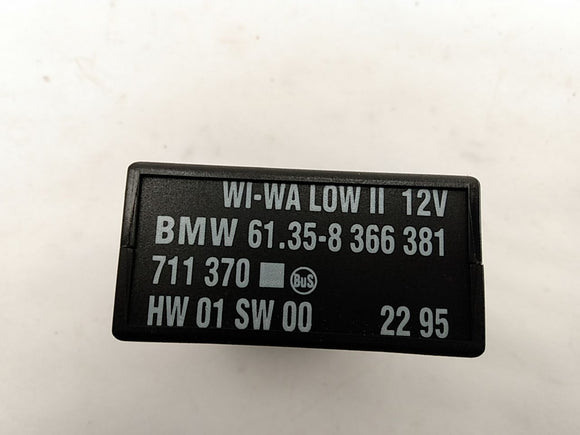 WI-WA LOW II 12V
BMW 61.35-8 366 381
711 370 BuS
HW 01 SW 00 22 95